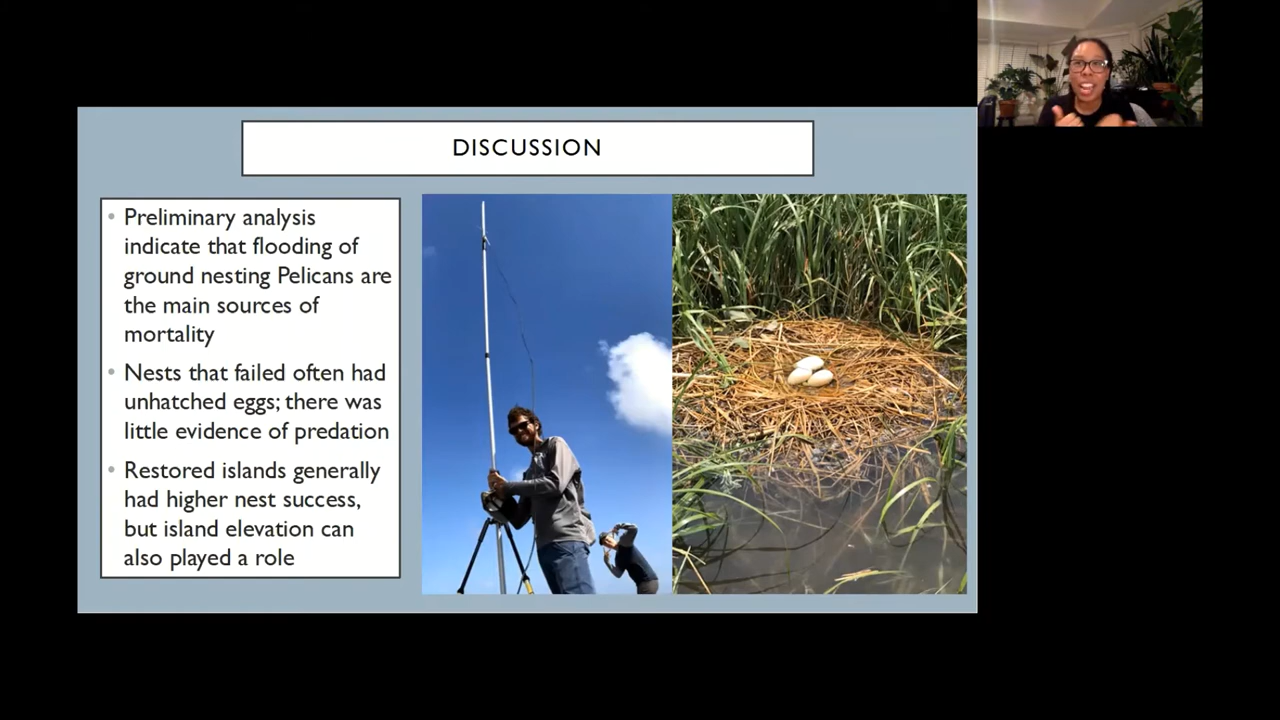 DISCUSSION
• Preliminary analysis
indicate that flooding of
ground nesting Pelicans are
the main sources of
mortality
• Nests that failed often had
unhatched eggs; there was
little evidence of predation
• Restored islands generally
had higher nest success,
but island elevation can
also played a role